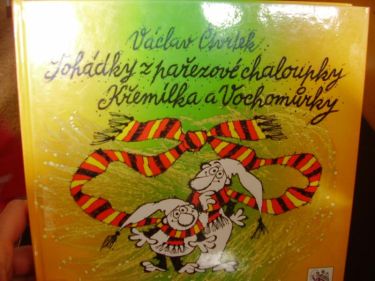 Václav Čtvrtek
Pohádky z pařezové chaloupky
Křemílka a Vochomůrky